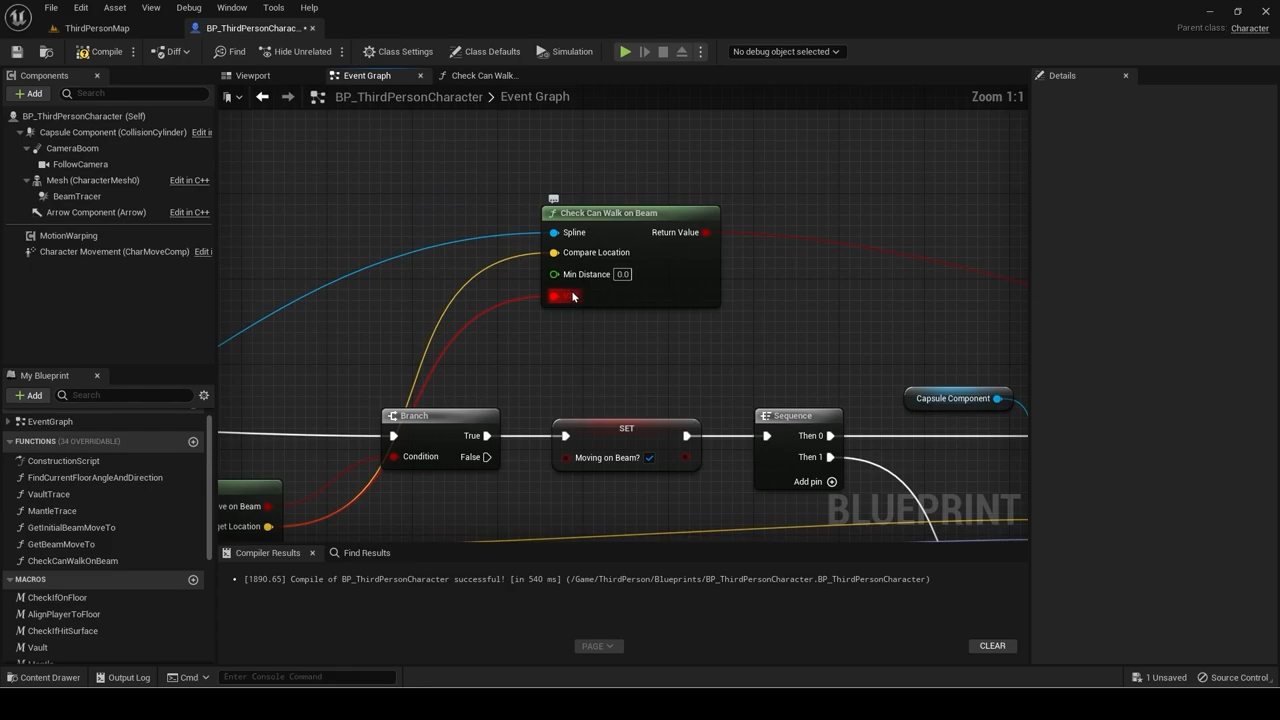 File Edit Asset View Debug Window Tools Help
ThirdPersonMap
BP_ThirdPersonCharac... •
Parent class: Character
Compile
Diff
Find
Hide Unrelated
Class Settings
Class Defaults
Simulation
No debug object selected
Components
Viewport
Event Graph
Check Can Walk...
Details
+ Add
Search
BP_ThirdPersonCharacter > Event Graph
Zoom 1:1
BP_ThirdPersonCharacter (Self)
Capsule Component (CollisionCylinder) Edit in
CameraBoom
FollowCamera
Mesh (CharacterMesh0) Edit in C++
BeamTracer
Arrow Component (Arrow) Edit in C++
MotionWarping
Character Movement (CharMoveComp) Edit in
Check Can Walk on Beam
Spline
Return Value
Compare Location
Min Distance 0.0
My Blueprint
+ Add
Search
EventGraph
FUNCTIONS (34 OVERRIDABLE)
ConstructionScript
FindCurrentFloorAngleAndDirection
VaultTrace
MantleTrace
GetInitialBeamMoveTo
GetBeamMoveTo
CheckCanWalkOnBeam
MACROS
CheckIfOnFloor
AlignPlayerToFloor
CheckIfHitSurface
Vault
Branch
True
Condition
False
SET
Moving on Beam?
Sequence
Then 0
Then 1
Add pin
Capsule Component
ve on Beam
get Location
BLUEPRINT
Compiler Results
Find Results
[1890.65] Compile of BP_ThirdPersonCharacter successful! [in 540 ms] (/Game/ThirdPerson/Blueprints/BP_ThirdPersonCharacter.BP_ThirdPersonCharacter)
PAGE
CLEAR
Content Drawer
Output Log
Cmd
Enter Console Command
1 Unsaved
Source Control